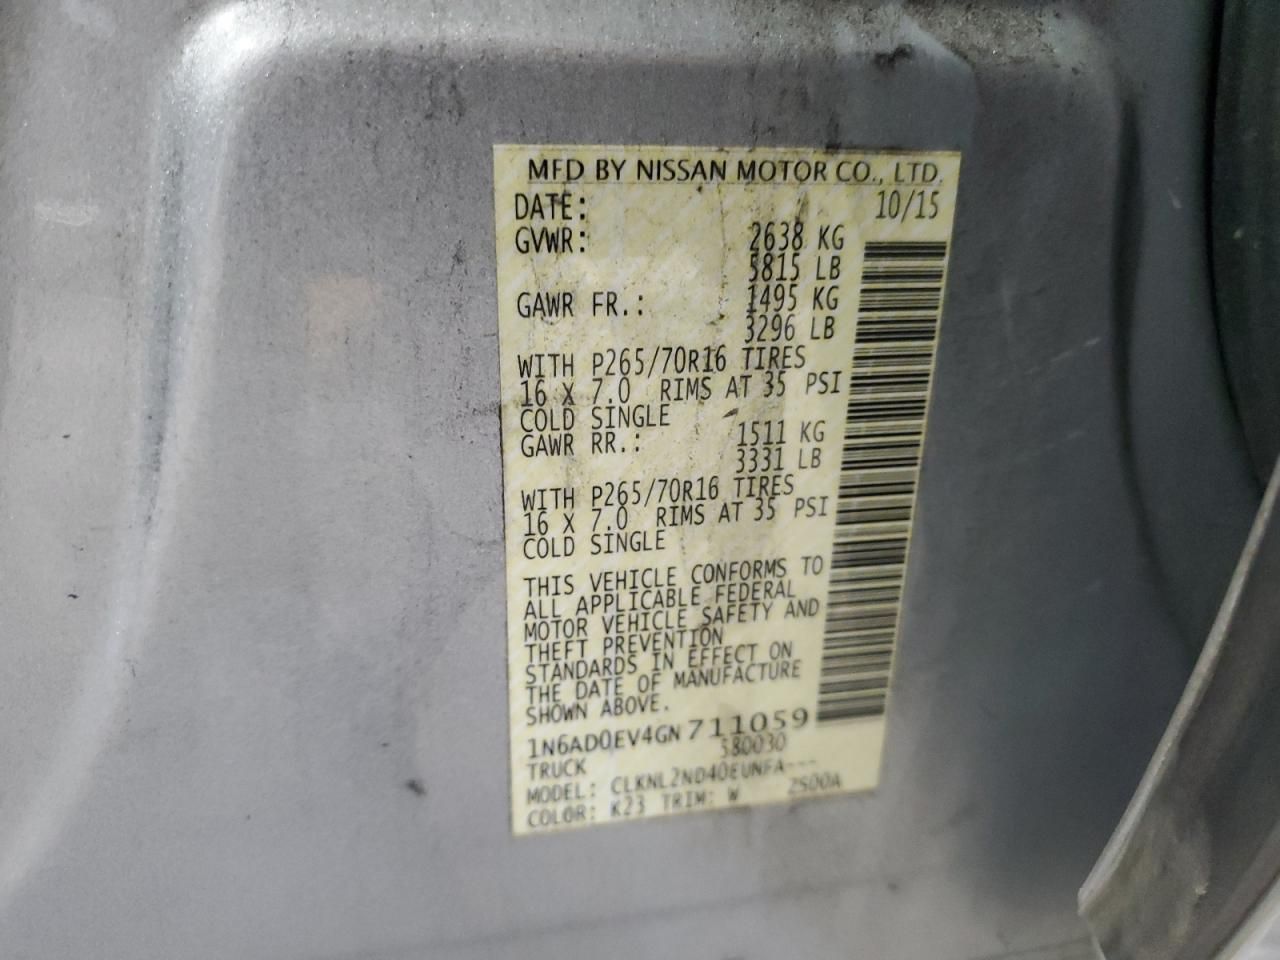 MFD BY NISSAN MOTOR CO., LTD.
DATE: 10/15
GVWR: 2638 KG
5815 LB
GAWR FR.: 1495 KG
3296 LB
WITH P265/70R16 TIRES
16 X 7.0 RIMS AT 35 PSI
COLD SINGLE
GAWR RR.: 1511 KG
3331 LB
WITH P265/70R16 TIRES
16 X 7.0 RIMS AT 35 PSI
COLD SINGLE
THIS VEHICLE CONFORMS TO
ALL APPLICABLE FEDERAL
MOTOR VEHICLE SAFETY AND
THEFT PREVENTION
STANDARDS IN EFFECT ON
THE DATE OF MANUFACTURE
SHOWN ABOVE.
1N6AD0EV4GN711059
TRUCK 580030
MODEL: CLKNL2ND40EUNFA---
COLOR: K23 TRIM: W 2S00A